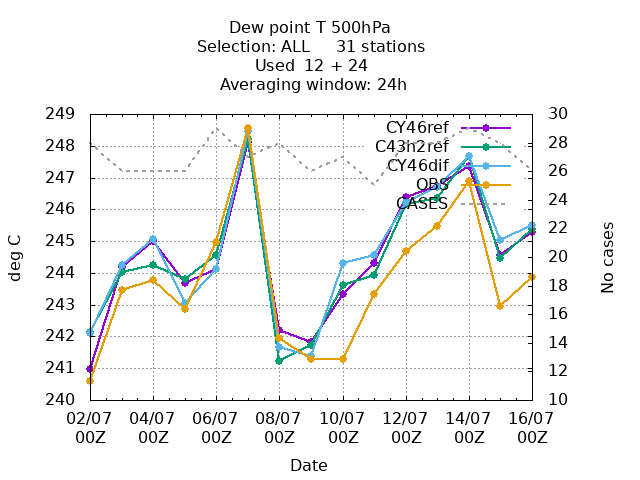 Dew point T 500hPa
Selection: ALL 31 stations
Used 12 + 24
Averaging window: 24h
249
248
247
246
245
244
243
242
241
240
30
28
26
24
22
20
18
16
14
12
10
CY46ref
C43h2ref
CY46dif
OBS
CASES
deg C
No cases
02/07 04/07 06/07 08/07 10/07 12/07 14/07 16/07
00Z 00Z 00Z 00Z 00Z 00Z 00Z 00Z
Date